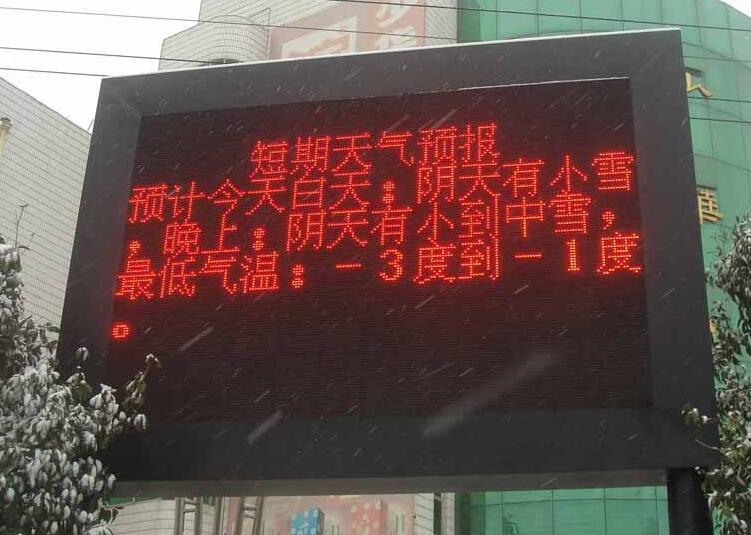 短期天气预报
预计今天白天：阴天有小雪
，晚上：阴天有小到中雪，
最低气温：－3度到－1度
。